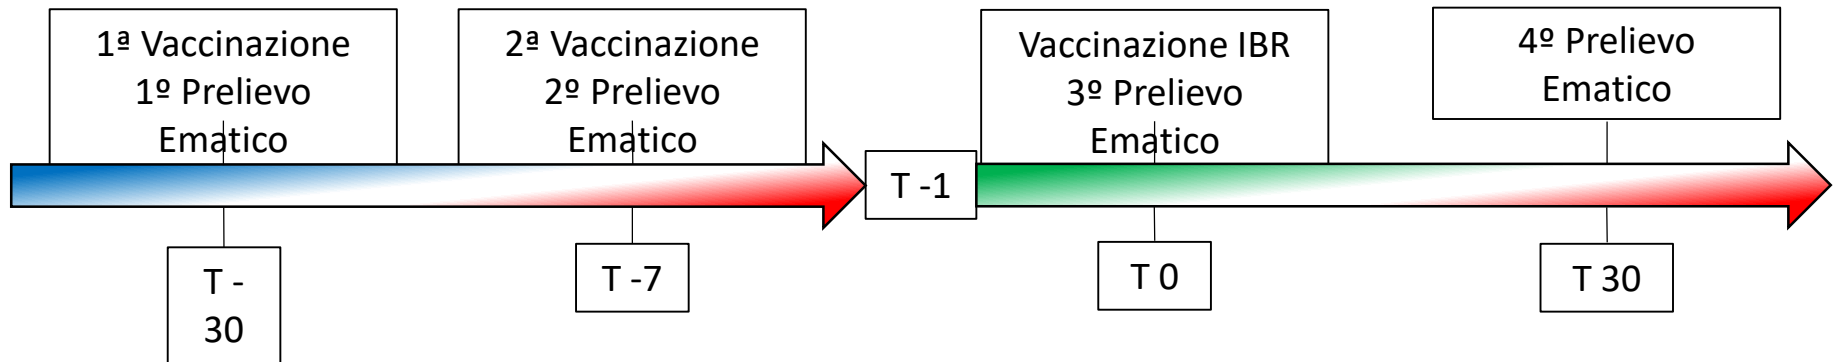 1ª Vaccinazione
1º Prelievo
Ematico
2ª Vaccinazione
2º Prelievo
Ematico
Vaccinazione IBR
3º Prelievo
Ematico
4º Prelievo
Ematico
T -1
T -
30
T -7
T 0
T 30